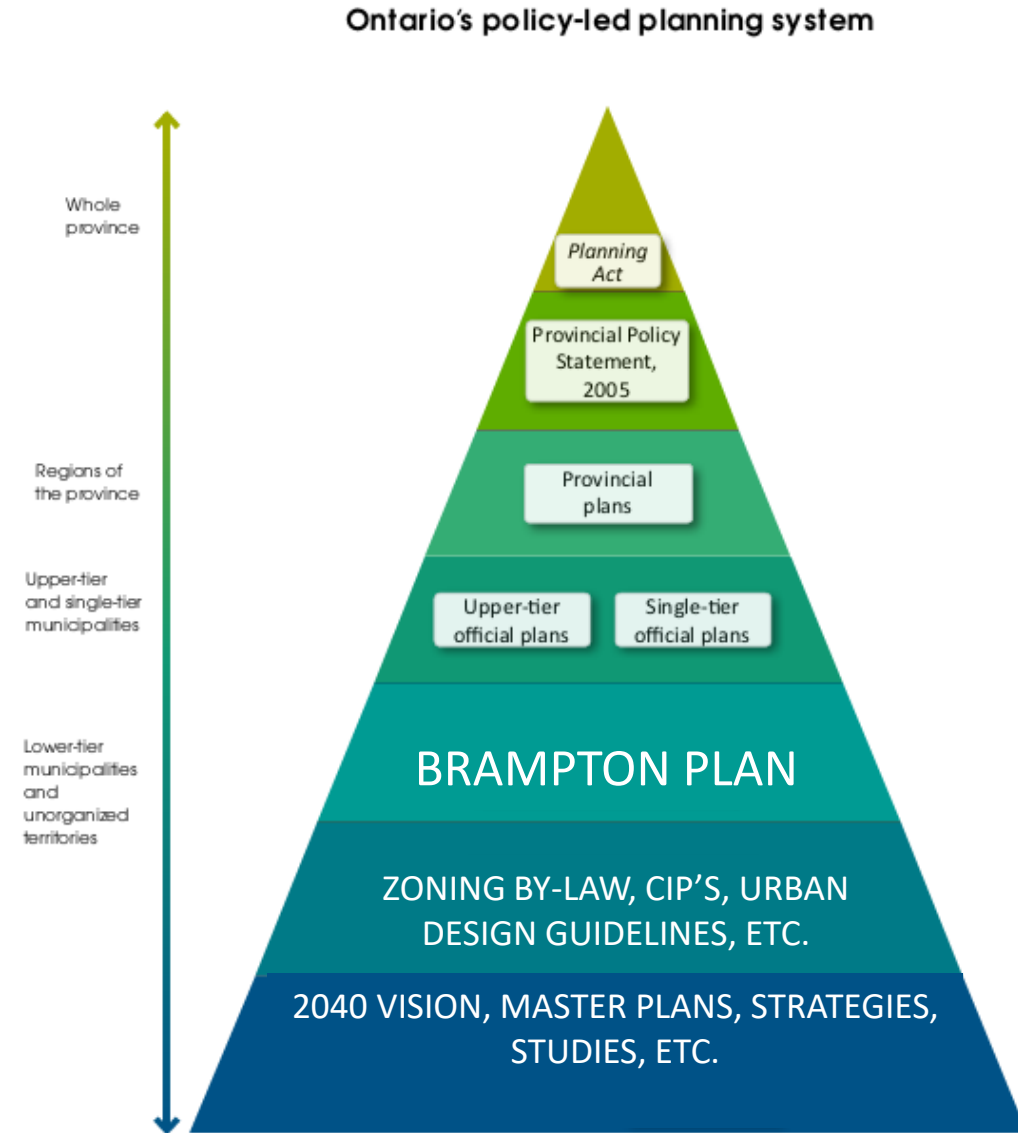 Ontario's policy-led planning system
Whole
province
Planning
Act
Provincial Policy
Statement,
2005
Regions of
the province
Provincial
plans
Upper-tier
and single-tier
municipalities
Upper-tier
official plans
Single-tier
official plans
Lower-tier
municipalities
and
unorganized
territories
BRAMPTON PLAN
ZONING BY-LAW, CIP’S, URBAN
DESIGN GUIDELINES, ETC.
2040 VISION, MASTER PLANS, STRATEGIES,
STUDIES, ETC.